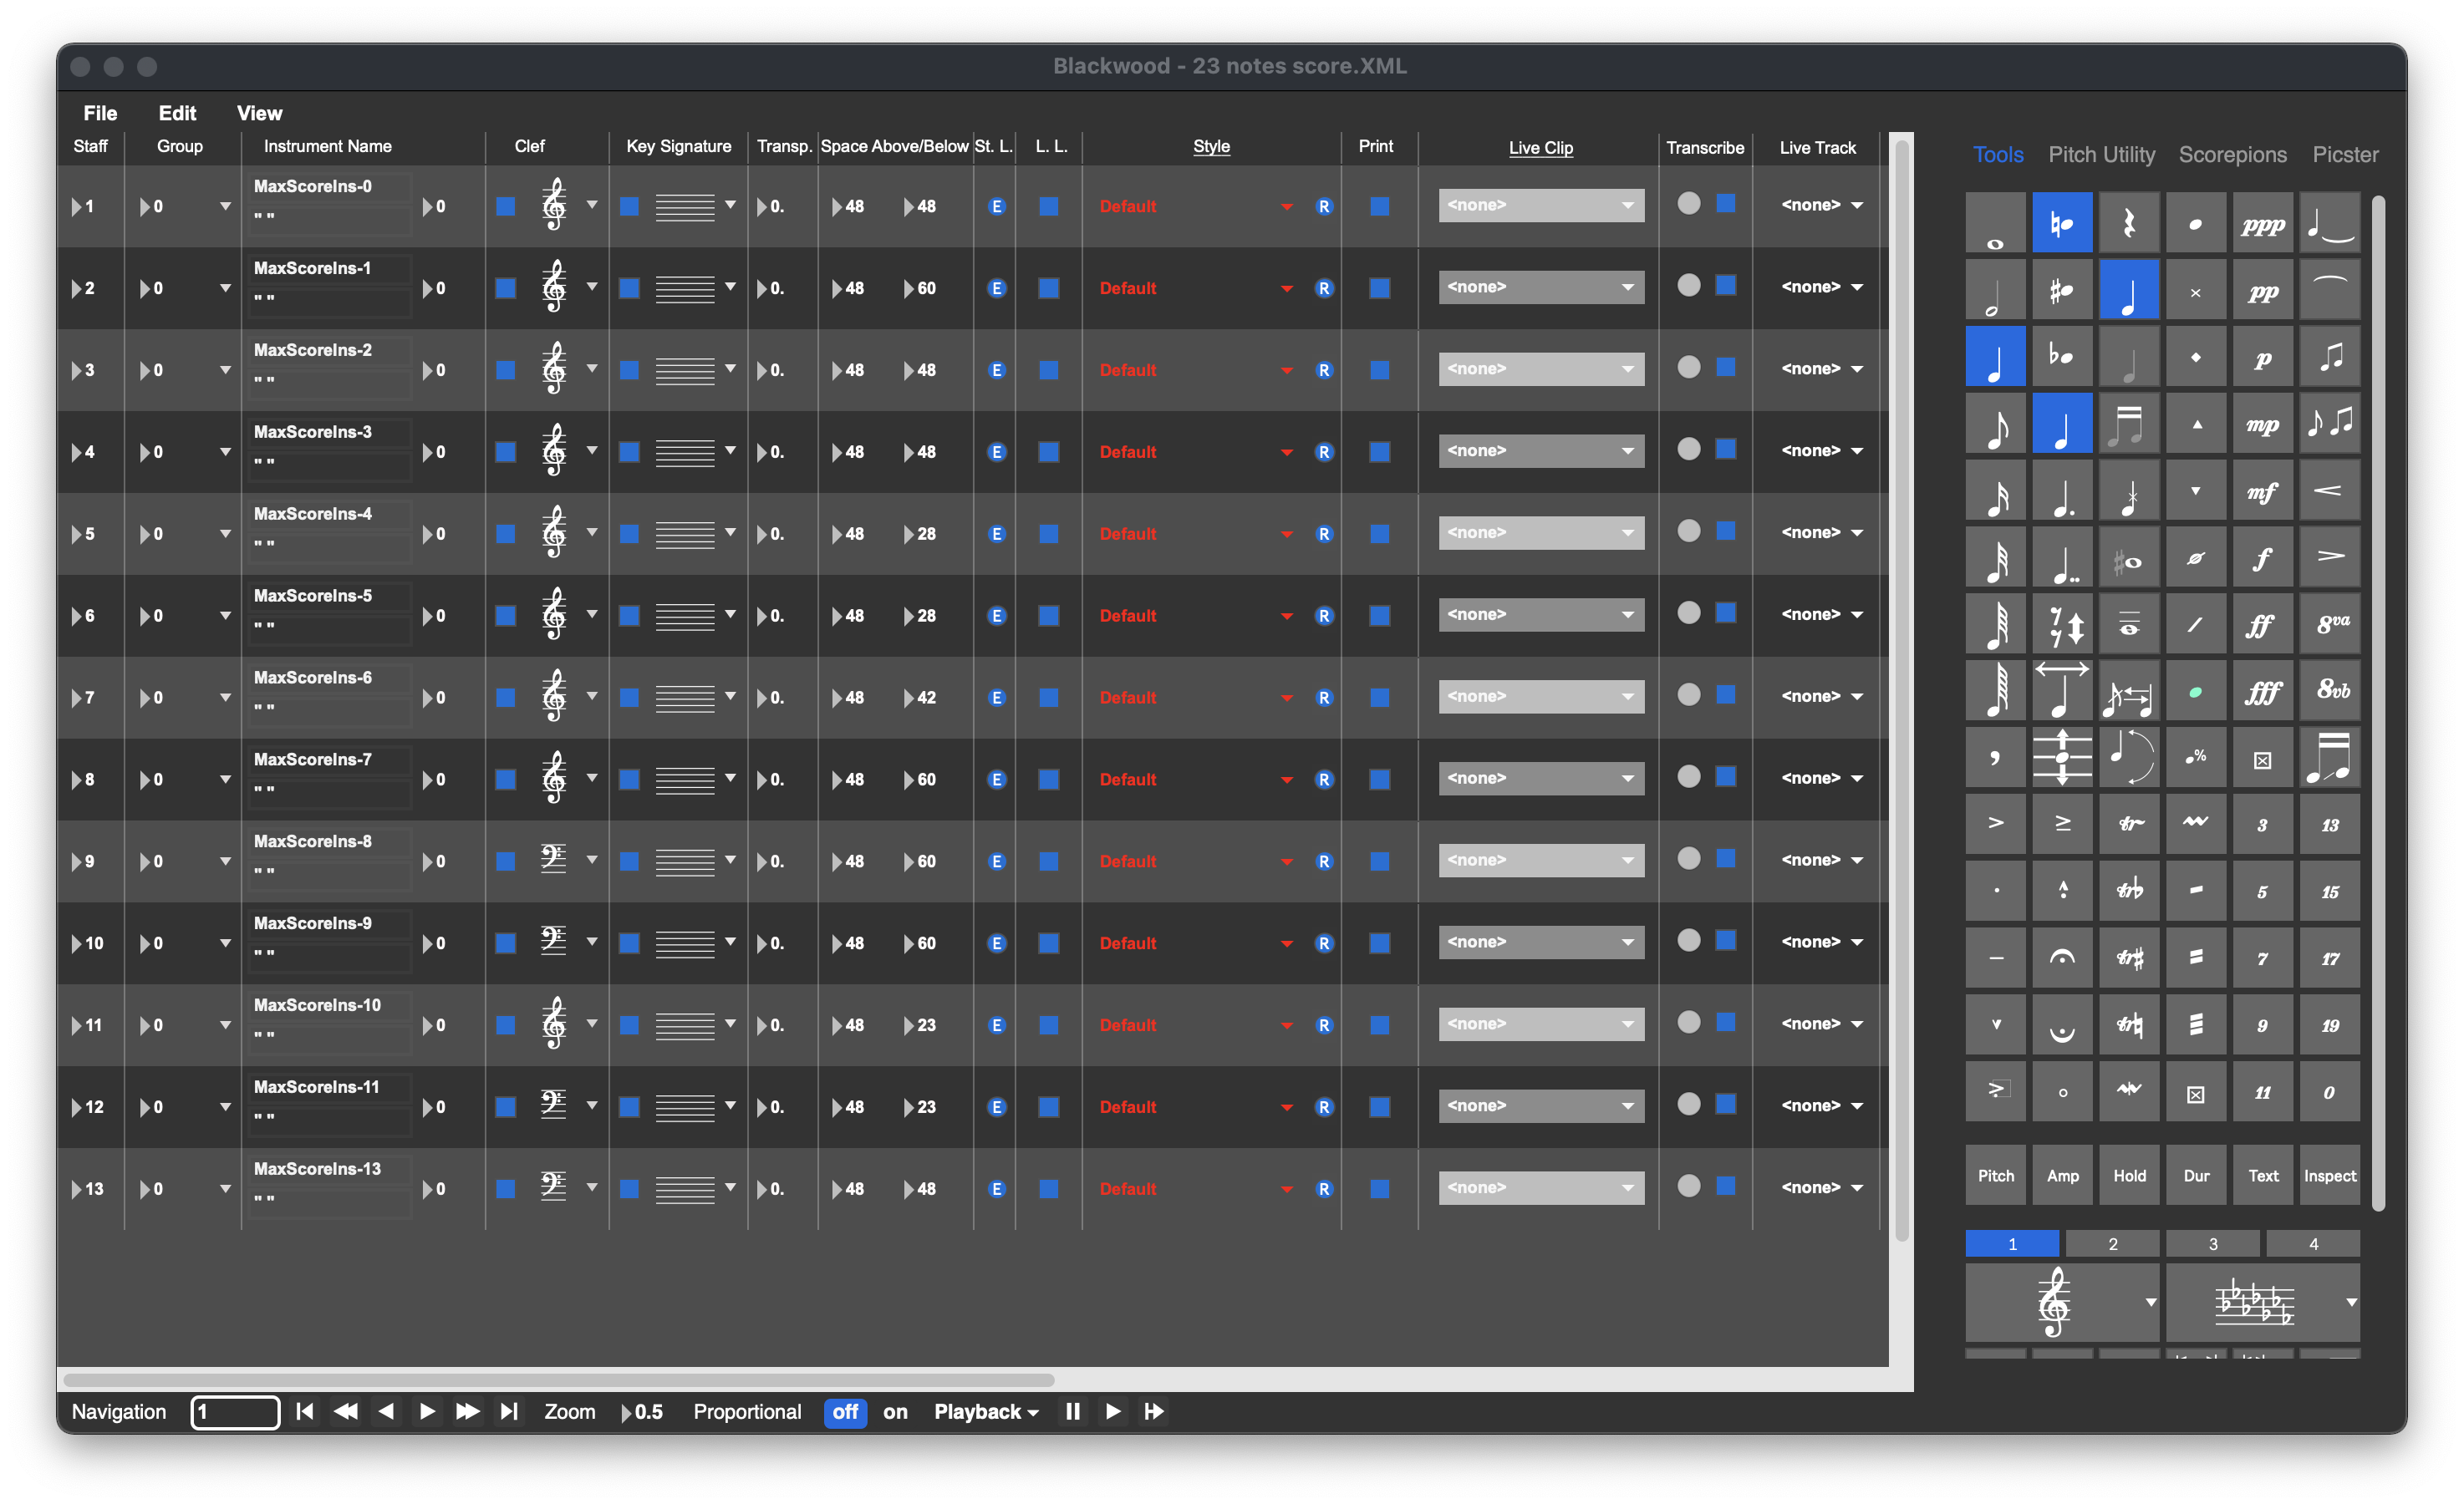 Blackwood - 23 notes score.XML
File Edit View
Staff Group Instrument Name Clef Key Signature Transp. Space Above/Below St. L. L. L. Style Print Live Clip Transcribe Live Track
Tools Pitch Utility Scorepions Picster
MaxScoreIns-0
1 0 " " 0 0. 48 48 E Default R <none> <none>
MaxScoreIns-1
2 0 " " 0 0. 48 60 E Default R <none> <none>
MaxScoreIns-2
3 0 " " 0 0. 48 48 E Default R <none> <none>
MaxScoreIns-3
4 0 " " 0 0. 48 48 E Default R <none> <none>
MaxScoreIns-4
5 0 " " 0 0. 48 28 E Default R <none> <none>
MaxScoreIns-5
6 0 " " 0 0. 48 28 E Default R <none> <none>
MaxScoreIns-6
7 0 " " 0 0. 48 42 E Default R <none> <none>
MaxScoreIns-7
8 0 " " 0 0. 48 60 E Default R <none> <none>
MaxScoreIns-8
9 0 " " 0 0. 48 60 E Default R <none> <none>
MaxScoreIns-9
10 0 " " 0 0. 48 60 E Default R <none> <none>
MaxScoreIns-10
11 0 " " 0 0. 48 23 E Default R <none> <none>
MaxScoreIns-11
12 0 " " 0 0. 48 23 E Default R <none> <none>
MaxScoreIns-13
13 0 " " 0 0. 48 48 E Default R <none> <none>
ppp
pp
p
mp
mf
f
ff 8va
fff 8vb
%
tr 3 13
tr 5 15
tr 7 17
tr 9 19
11 0
Pitch Amp Hold Dur Text Inspect
1 2 3 4
Navigation 1 Zoom 0.5 Proportional off on Playback